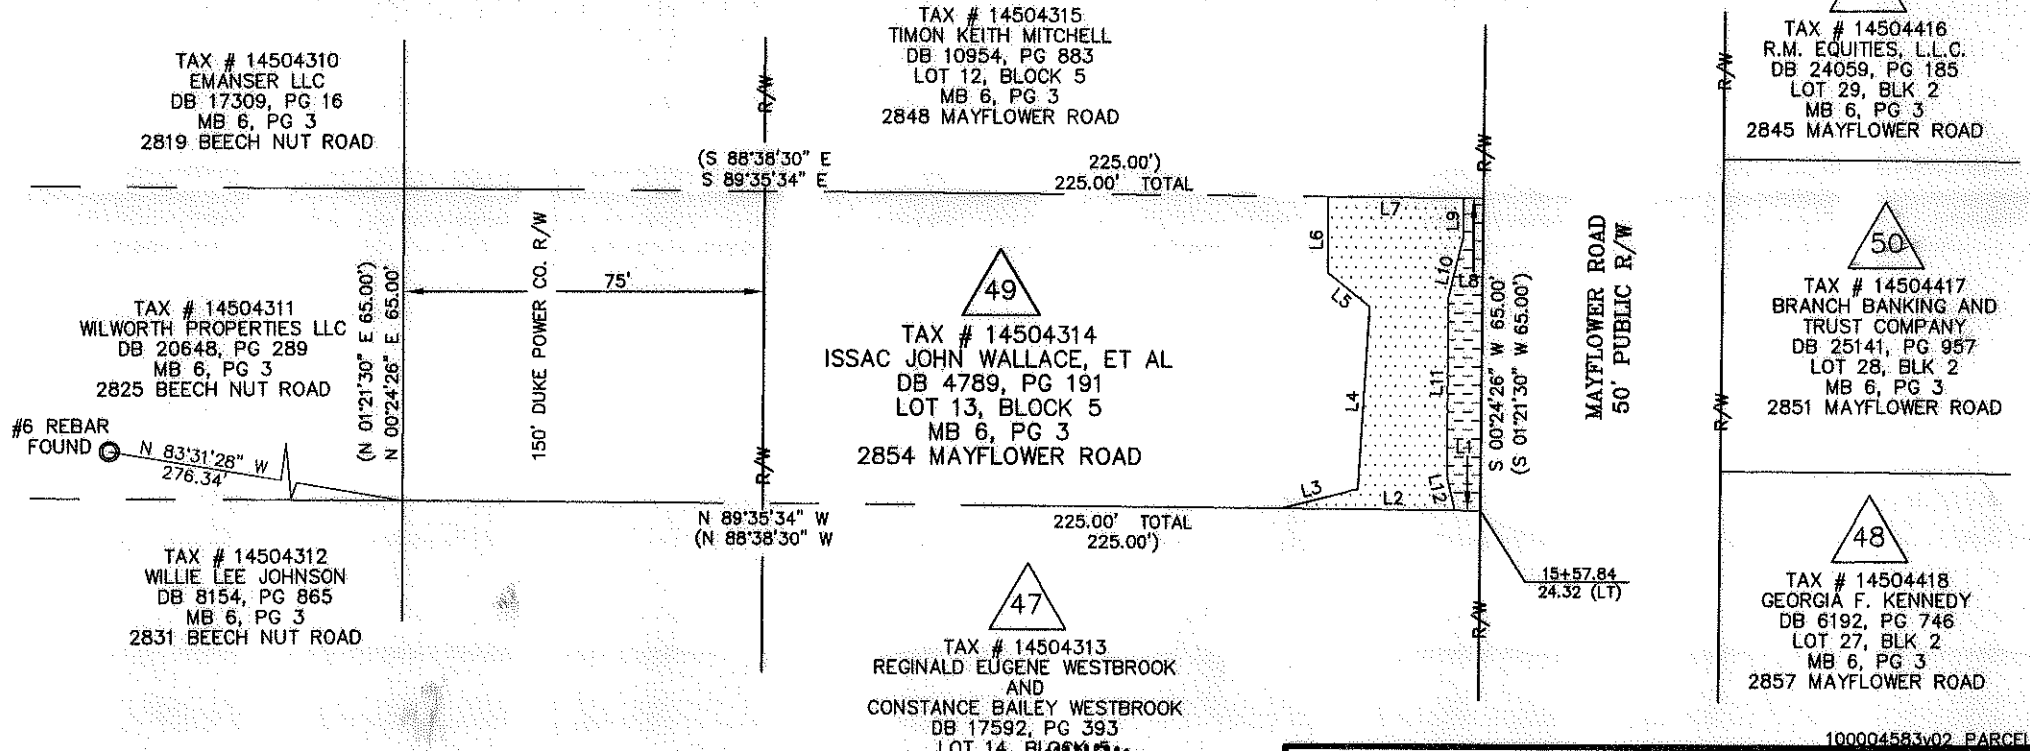 TAX # 14504310
EMANSER LLC
DB 17309, PG 16
MB 6, PG 3
2819 BEECH NUT ROAD
TAX # 14504315
TIMON KEITH MITCHELL
DB 10954, PG 883
LOT 12, BLOCK 5
MB 6, PG 3
2848 MAYFLOWER ROAD
TAX # 14504416
R.M. EQUITIES, L.L.C.
DB 24059, PG 185
LOT 29, BLK 2
MB 6, PG 3
2845 MAYFLOWER ROAD
R/W
R/W
R/W
(S 88°38'30" E 225.00')
S 89°35'34" E 225.00' TOTAL
TAX # 14504311
WILWORTH PROPERTIES LLC
DB 20648, PG 289
MB 6, PG 3
2825 BEECH NUT ROAD
#6 REBAR
FOUND
N 83°31'28" W
276.34'
(N 01°21'30" E 65.00')
N 00°24'26" E 65.00'
150' DUKE POWER CO. R/W
75'
R/W
49
TAX # 14504314
ISSAC JOHN WALLACE, ET AL
DB 4789, PG 191
LOT 13, BLOCK 5
MB 6, PG 3
2854 MAYFLOWER ROAD
L7
L9
L6
L10
L8
L5
L11
L4
L1
L3
L2
L12
S 00°24'26" W 65.00'
(S 01°21'30" W 65.00')
MAYFLOWER ROAD
50' PUBLIC R/W
R/W
50
TAX # 14504417
BRANCH BANKING AND
TRUST COMPANY
DB 25141, PG 957
LOT 28, BLK 2
MB 6, PG 3
2851 MAYFLOWER ROAD
N 89°35'34" W 225.00' TOTAL
(N 88°38'30" W 225.00')
TAX # 14504312
WILLIE LEE JOHNSON
DB 8154, PG 865
MB 6, PG 3
2831 BEECH NUT ROAD
47
TAX # 14504313
REGINALD EUGENE WESTBROOK
AND
CONSTANCE BAILEY WESTBROOK
DB 17592, PG 393
LOT 14,
15+57.84
24.32 (LT)
R/W
48
TAX # 14504418
GEORGIA F. KENNEDY
DB 6192, PG 746
LOT 27, BLK 2
MB 6, PG 3
2857 MAYFLOWER ROAD
100004583v02 PARCEL